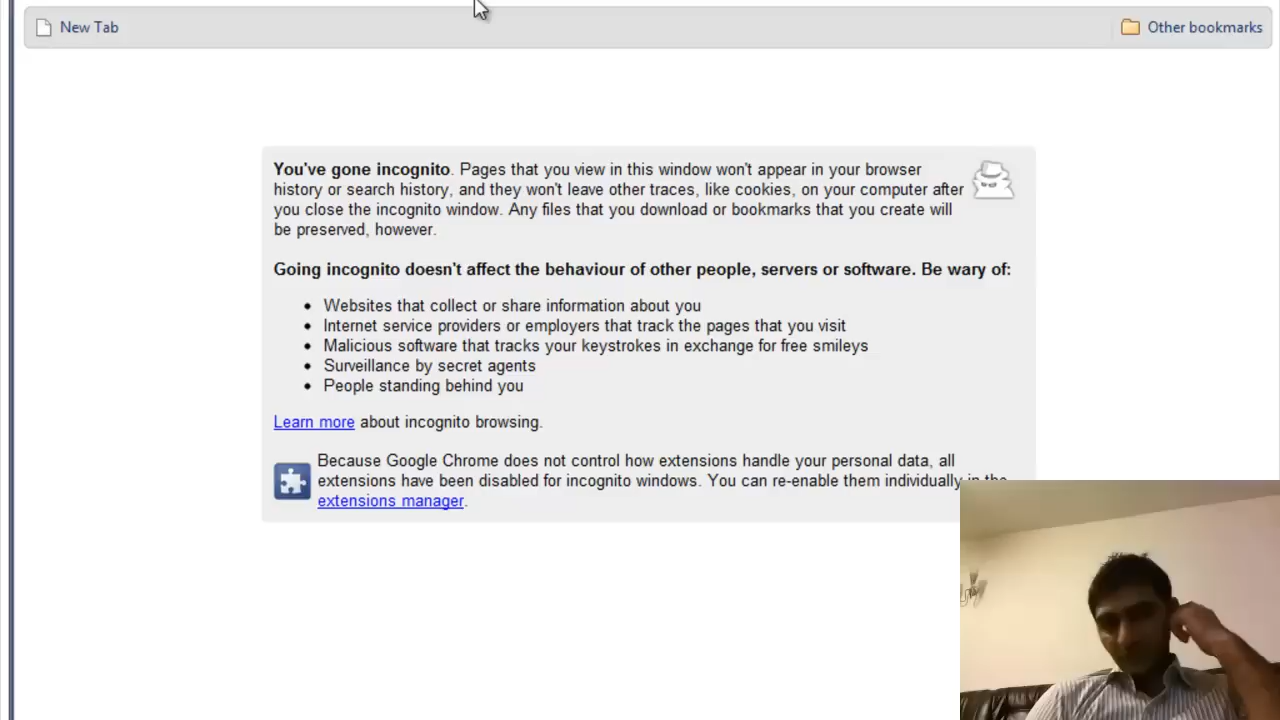 New Tab
Other bookmarks
You've gone incognito. Pages that you view in this window won't appear in your browser
history or search history, and they won't leave other traces, like cookies, on your computer after
you close the incognito window. Any files that you download or bookmarks that you create will
be preserved, however.
Going incognito doesn't affect the behaviour of other people, servers or software. Be wary of:
• Websites that collect or share information about you
• Internet service providers or employers that track the pages that you visit
• Malicious software that tracks your keystrokes in exchange for free smileys
• Surveillance by secret agents
• People standing behind you
Learn more about incognito browsing.
Because Google Chrome does not control how extensions handle your personal data, all
extensions have been disabled for incognito windows. You can re-enable them individually in the
extensions manager.